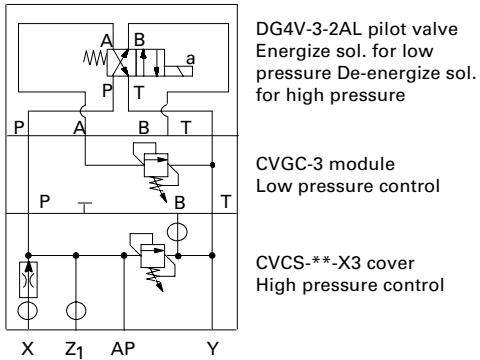 A B
a
P T
DG4V-3-2AL pilot valve
Energize sol. for low
pressure De-energize sol.
for high pressure
P A B T
CVGC-3 module
Low pressure control
P B T
CVCS-**-X3 cover
High pressure control
X Z1 AP Y